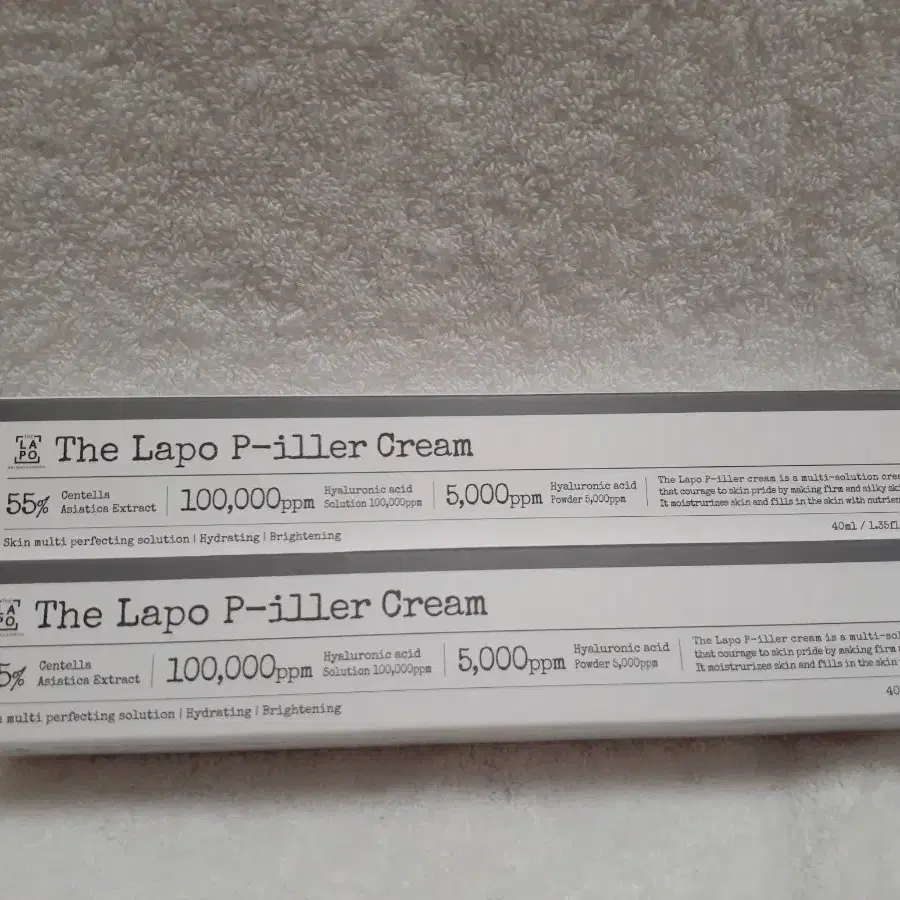 THE
LA
PO.
The Lapo P-iller Cream
55% Centella Asiatica Extract
100,000ppm Hyaluronic acid Solution 100,000ppm
5,000ppm Hyaluronic acid Powder 5,000ppm
The Lapo P-iller cream is a multi-solution
that courage to skin pride by making firm and silky
It moistrurizes skin and fills in the skin with
Skin multi perfecting solution | Hydrating | Brightening
40ml / 1.35fl
The Lapo P-iller Cream
5% Centella Asiatica Extract
100,000ppm Hyaluronic acid Solution 100,000ppm
5,000ppm Hyaluronic acid Powder 5,000ppm
The Lapo P-iller cream is a
that courage to skin pride by making firm
It moistrurizes skin and fills in the skin
multi perfecting solution | Hydrating | Brightening
40